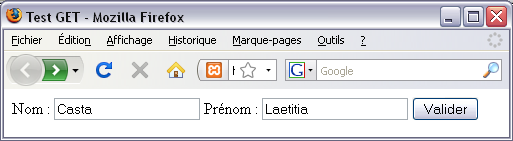 Test GET - Mozilla Firefox
Fichier Édition Affichage Historique Marque-pages Outils ?
G Google
Nom : Casta Prénom : Laetitia Valider